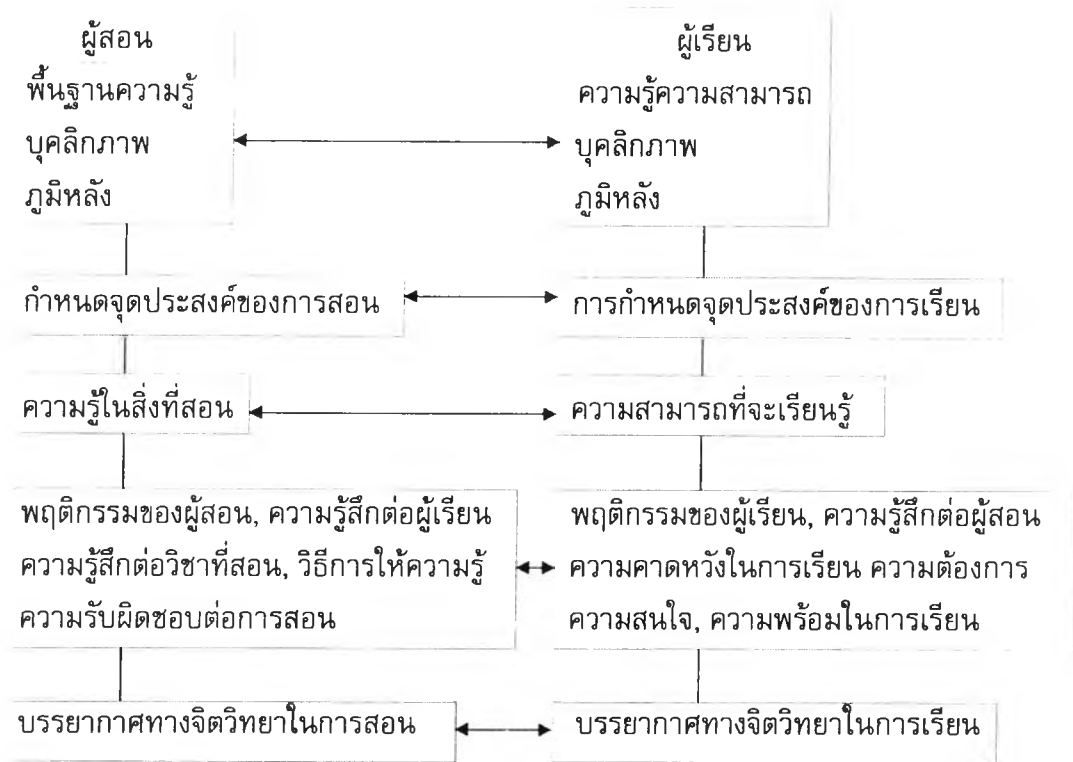 ผู้สอน
พื้นฐานความรู้
บุคลิกภาพ
ภูมิหลัง
ผู้เรียน
ความรู้ความสามารถ
บุคลิกภาพ
ภูมิหลัง
กำหนดจุดประสงค์ของการสอน
การกำหนดจุดประสงค์ของการเรียน
ความรู้ในสิ่งที่สอน
ความสามารถที่จะเรียนรู้
พฤติกรรมของผู้สอน, ความรู้สึกต่อผู้เรียน
ความรู้สึกต่อวิชาที่สอน, วิธีการให้ความรู้
ความรับผิดชอบต่อการสอน
พฤติกรรมของผู้เรียน, ความรู้สึกต่อผู้สอน
ความคาดหวังในการเรียน ความต้องการ
ความสนใจ, ความพร้อมในการเรียน
บรรยากาศทางจิตวิทยาในการสอน
บรรยากาศทางจิตวิทยาในการเรียน